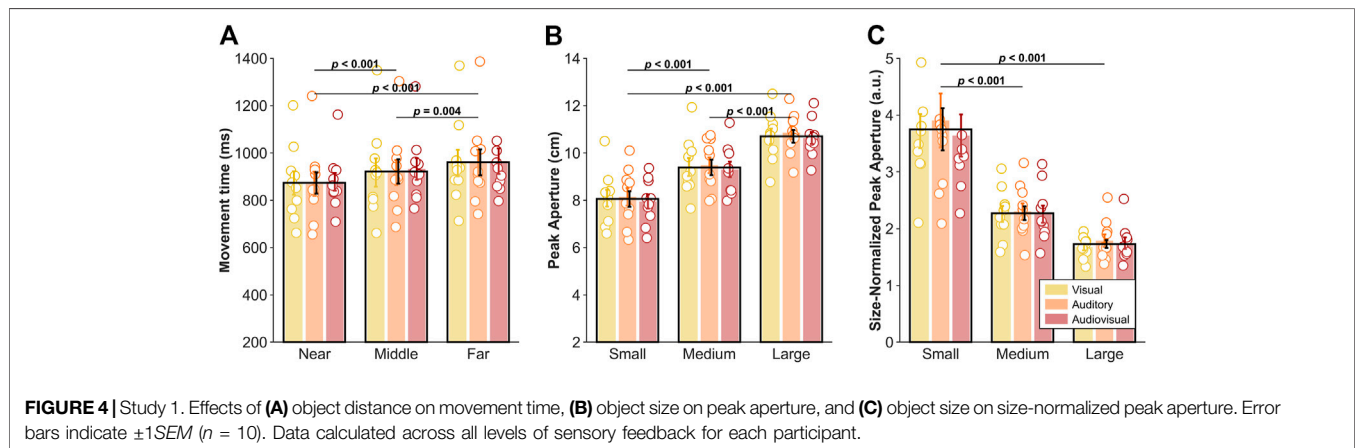 A
B
C
Movement time (ms)
1400
1200
1000
800
600
400
200
p < 0.001
p < 0.001
p = 0.004
Near
Middle
Far
Peak Aperture (cm)
14
12
10
8
6
4
2
p < 0.001
p < 0.001
p < 0.001
Small
Medium
Large
Size-Normalized Peak Aperture (a.u.)
5
4
3
2
1
0
p < 0.001
p < 0.001
Visual
Auditory
Audiovisual
Small
Medium
Large
FIGURE 4 | Study 1. Effects of (A) object distance on movement time, (B) object size on peak aperture, and (C) object size on size-normalized peak aperture. Error
bars indicate ±1SEM (n = 10). Data calculated across all levels of sensory feedback for each participant.